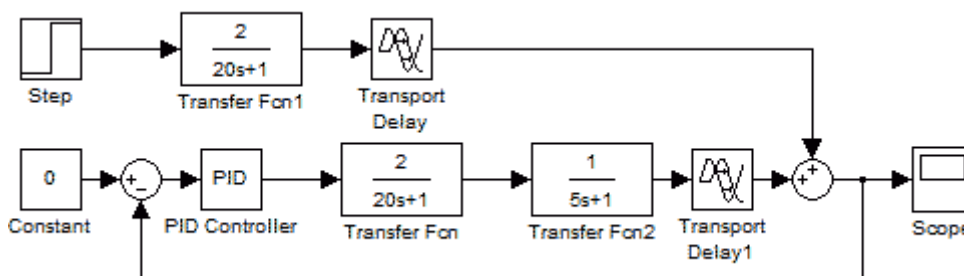 2
20s+1
Step
Transfer Fcn1
Transport
Delay
0
+
−
PID
2
20s+1
1
5s+1
+
+
Constant
PID Controller
Transfer Fcn
Transfer Fcn2
Transport
Delay1
Scope